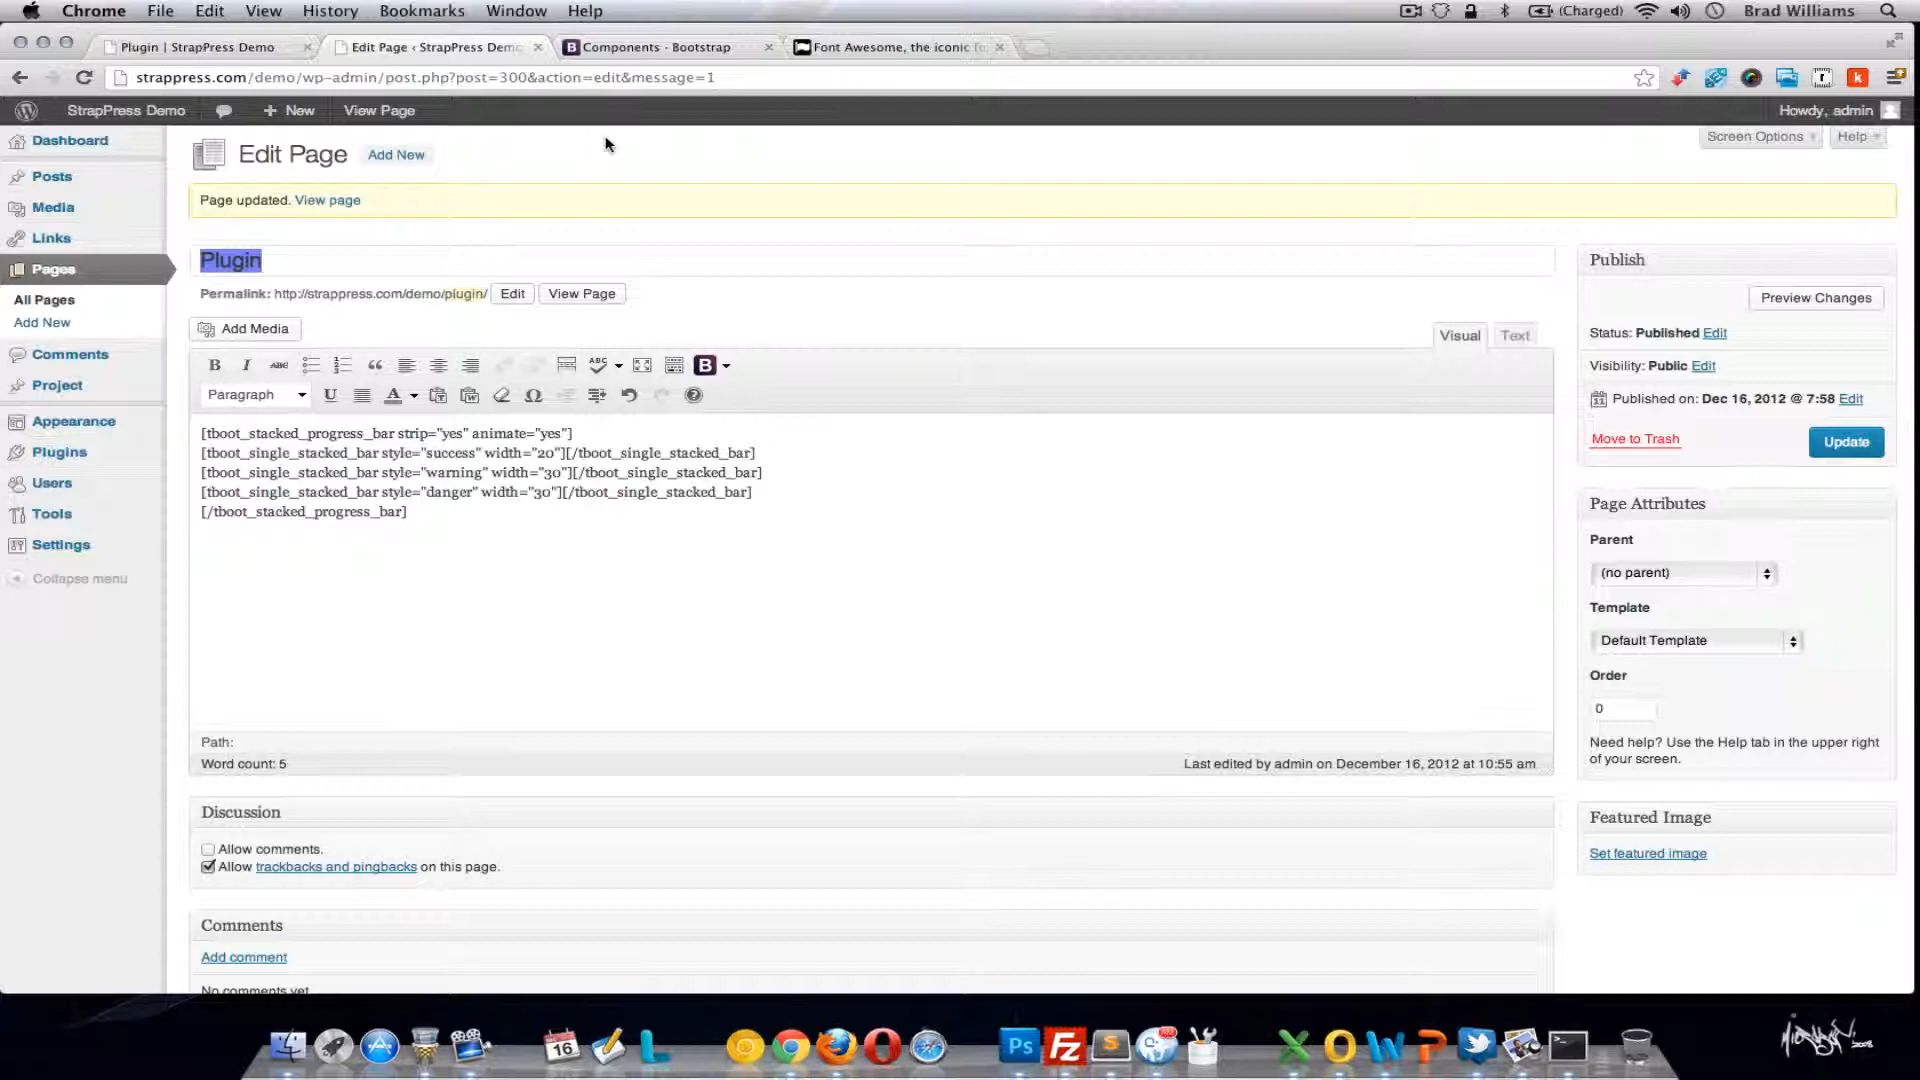 Chrome File Edit View History Bookmarks Window Help (Charged) Brad Williams
Plugin | StrapPress Demo Edit Page ‹ StrapPress Demo Components · Bootstrap Font Awesome, the iconic fo
strappress.com/demo/wp-admin/post.php?post=300&action=edit&message=1
StrapPress Demo + New View Page Howdy, admin
Dashboard
Posts
Media
Links
Pages
All Pages
Add New
Comments
Project
Appearance
Plugins
Users
Tools
Settings
Collapse menu
Edit Page Add New
Screen Options Help
Page updated. View page
Plugin
Permalink: http://strappress.com/demo/plugin/ Edit View Page
Add Media
Visual Text
B I ABC “ ABC B
Paragraph U A Ω ?
[tboot_stacked_progress_bar strip="yes" animate="yes"]
[tboot_single_stacked_bar style="success" width="20"][/tboot_single_stacked_bar]
[tboot_single_stacked_bar style="warning" width="30"][/tboot_single_stacked_bar]
[tboot_single_stacked_bar style="danger" width="30"][/tboot_single_stacked_bar]
[/tboot_stacked_progress_bar]
Path:
Word count: 5 Last edited by admin on December 16, 2012 at 10:55 am
Discussion
Allow comments.
Allow trackbacks and pingbacks on this page.
Comments
Add comment
No comments yet.
Publish
Preview Changes
Status: Published Edit
Visibility: Public Edit
Published on: Dec 16, 2012 @ 7:58 Edit
Move to Trash Update
Page Attributes
Parent
(no parent)
Template
Default Template
Order
0
Need help? Use the Help tab in the upper right
of your screen.
Featured Image
Set featured image
16 L Ps Fz S X O W P